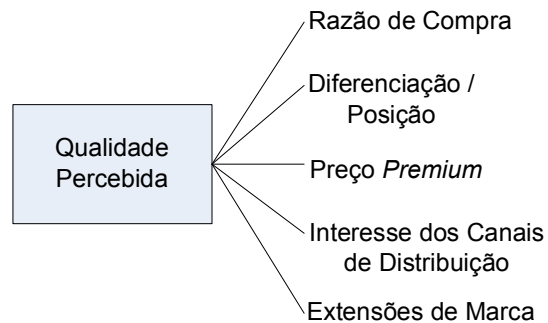 Razão de Compra
Diferenciação /
Posição
Qualidade
Percebida
Preço Premium
Interesse dos Canais
de Distribuição
Extensões de Marca